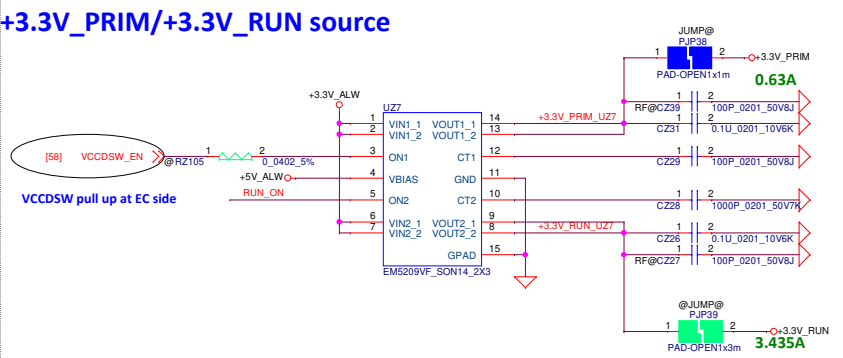 +3.3V_PRIM/+3.3V_RUN source
JUMP@
PJP38
1 2
+3.3V_PRIM
PAD-OPEN1x1m
0.63A
+3.3V_ALW
UZ7
1 VIN1_1 VOUT1_1 14 +3.3V_PRIM_UZ7
2 VIN1_2 VOUT1_2 13
RF@CZ39 1 2 100P_0201_50V8J
CZ31 1 2 0.1U_0201_10V6K
[58] VCCDSW_EN
@RZ105 1 2 0_0402_5%
3 ON1 CT1 12
CZ29 1 2 100P_0201_50V8J
+5V_ALW
4 VBIAS GND 11
VCCDSW pull up at EC side
RUN_ON
5 ON2 CT2 10
CZ28 1 2 1000P_0201_50V7K
6 VIN2_1 VOUT2_1 9
7 VIN2_2 VOUT2_2 8 +3.3V_RUN_UZ7
CZ26 1 2 0.1U_0201_10V6K
GPAD 15
RF@CZ27 1 2 100P_0201_50V8J
EM5209VF_SON14_2X3
@JUMP@
PJP39
1 2
+3.3V_RUN
PAD-OPEN1x3m
3.435A